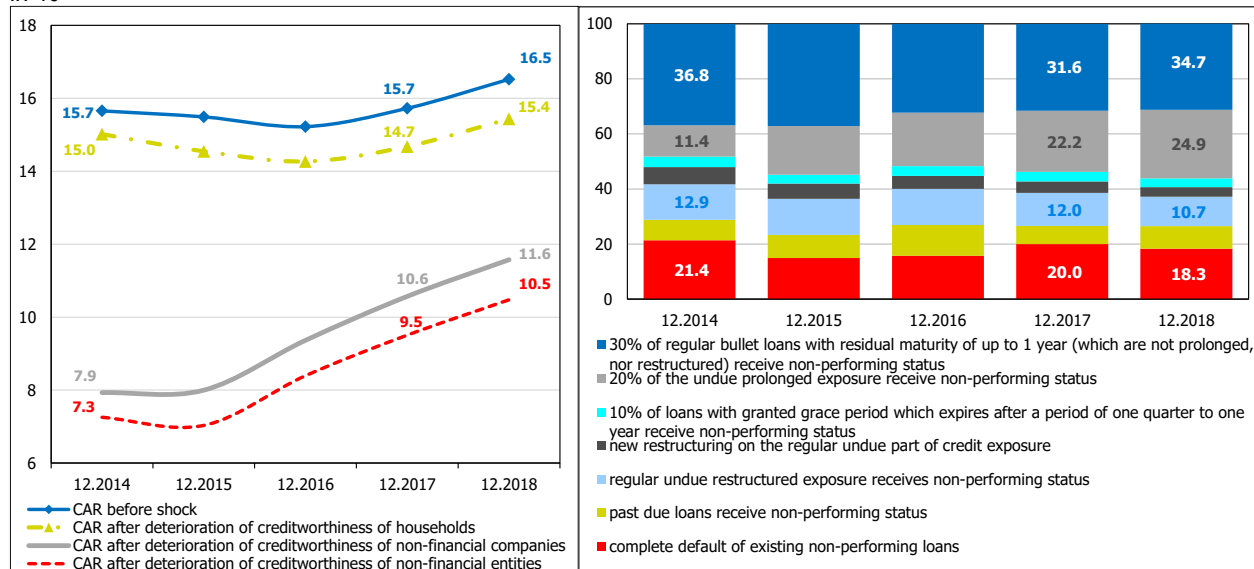 18
16
14
12
10
8
6
15.7
15.0
15.7
14.7
16.5
15.4
7.9
7.3
10.6
9.5
11.6
10.5
12.2014 12.2015 12.2016 12.2017 12.2018
CAR before shock
CAR after deterioration of creditworthiness of households
CAR after deterioration of creditworthiness of non-financial companies
CAR after deterioration of creditworthiness of non-financial entities
100
80
60
40
20
0
36.8 31.6 34.7
11.4 22.2 24.9
12.9 12.0 10.7
21.4 20.0 18.3
12.2014 12.2015 12.2016 12.2017 12.2018
30% of regular bullet loans with residual maturity of up to 1 year (which are not prolonged,
nor restructured) receive non-performing status
20% of the undue prolonged exposure receive non-performing status
10% of loans with granted grace period which expires after a period of one quarter to one
year receive non-performing status
new restructuring on the regular undue part of credit exposure
regular undue restructured exposure receives non-performing status
past due loans receive non-performing status
complete default of existing non-performing loans